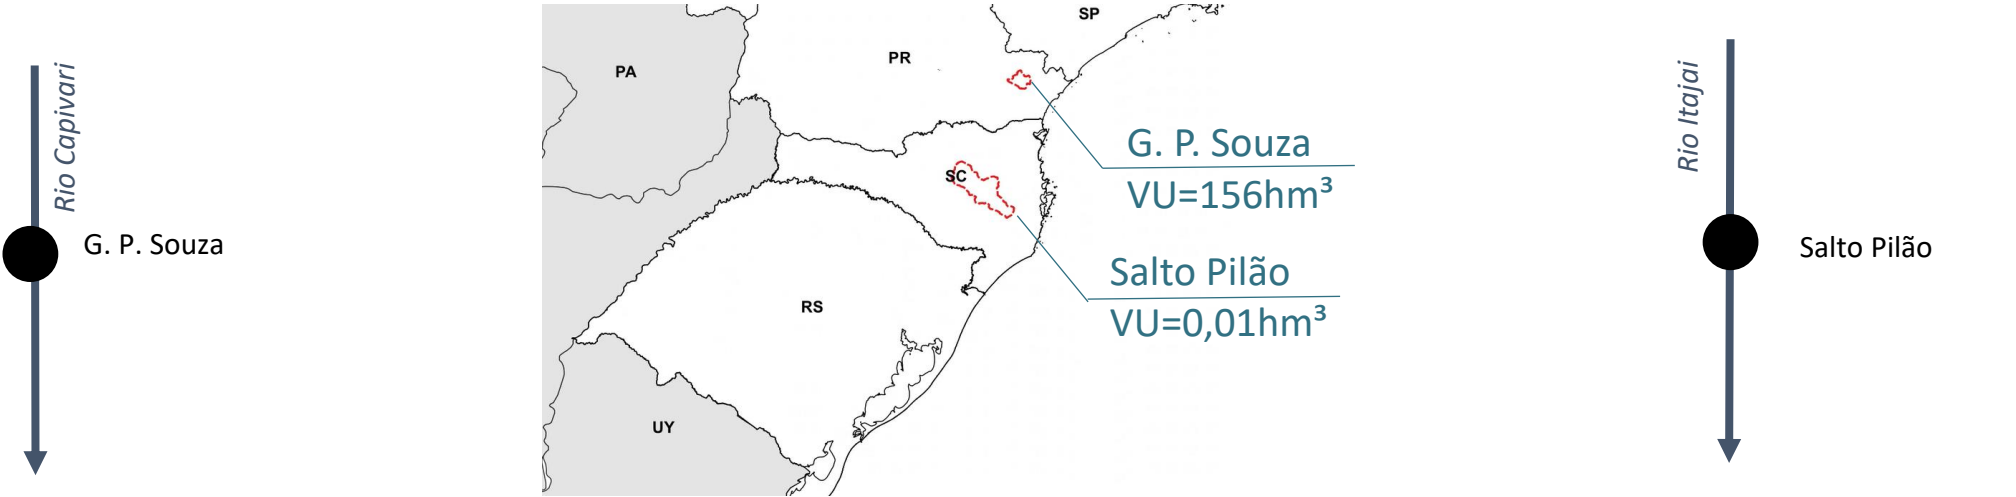 Rio Capivari
G. P. Souza
PA
PR
SP
SC
RS
UY
G. P. Souza
VU=156hm³
Salto Pilão
VU=0,01hm³
Rio Itajai
Salto Pilão